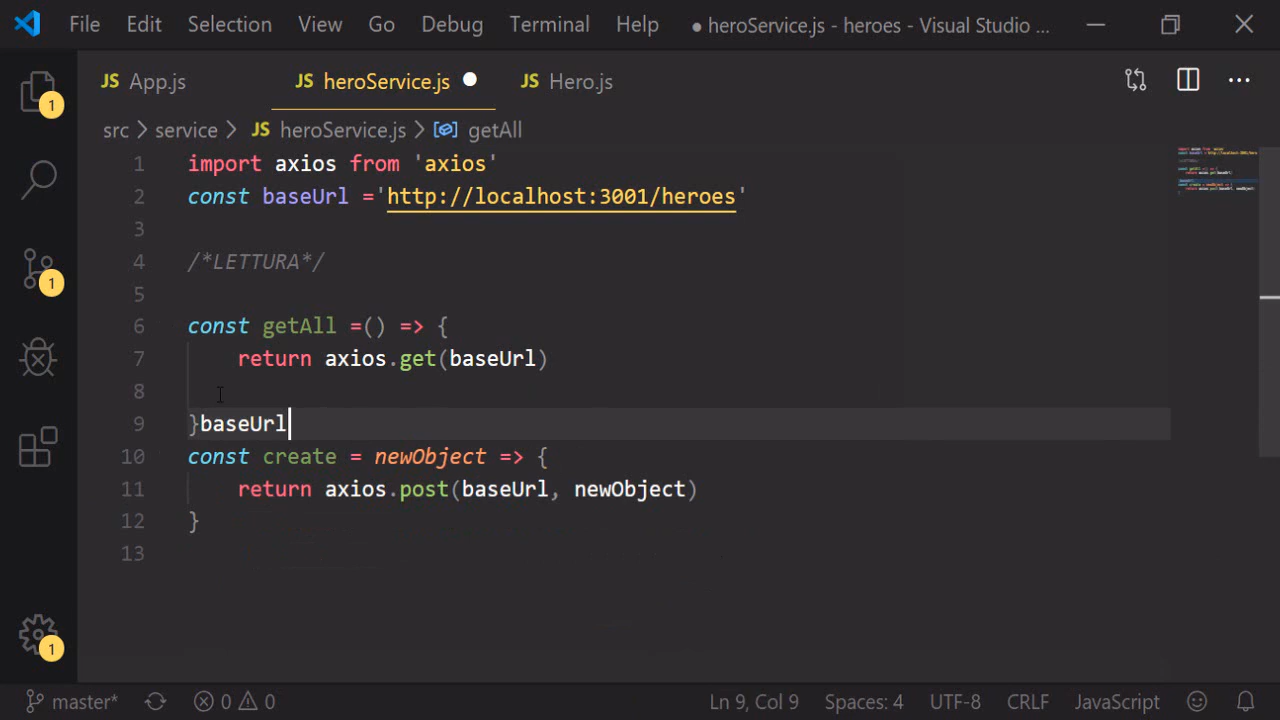 File Edit Selection View Go Debug Terminal Help ● heroService.js - heroes - Visual Studio ...
JS App.js JS heroService.js JS Hero.js ...
1
src > service > JS heroService.js > getAll
1 import axios from 'axios'
2 const baseUrl ='http://localhost:3001/heroes'
3
4 /*LETTURA*/
1
5
6 const getAll =() => {
7 return axios.get(baseUrl)
8
9 }baseUrl
10 const create = newObject => {
11 return axios.post(baseUrl, newObject)
12 }
13
1
master* 0 0 Ln 9, Col 9 Spaces: 4 UTF-8 CRLF JavaScript